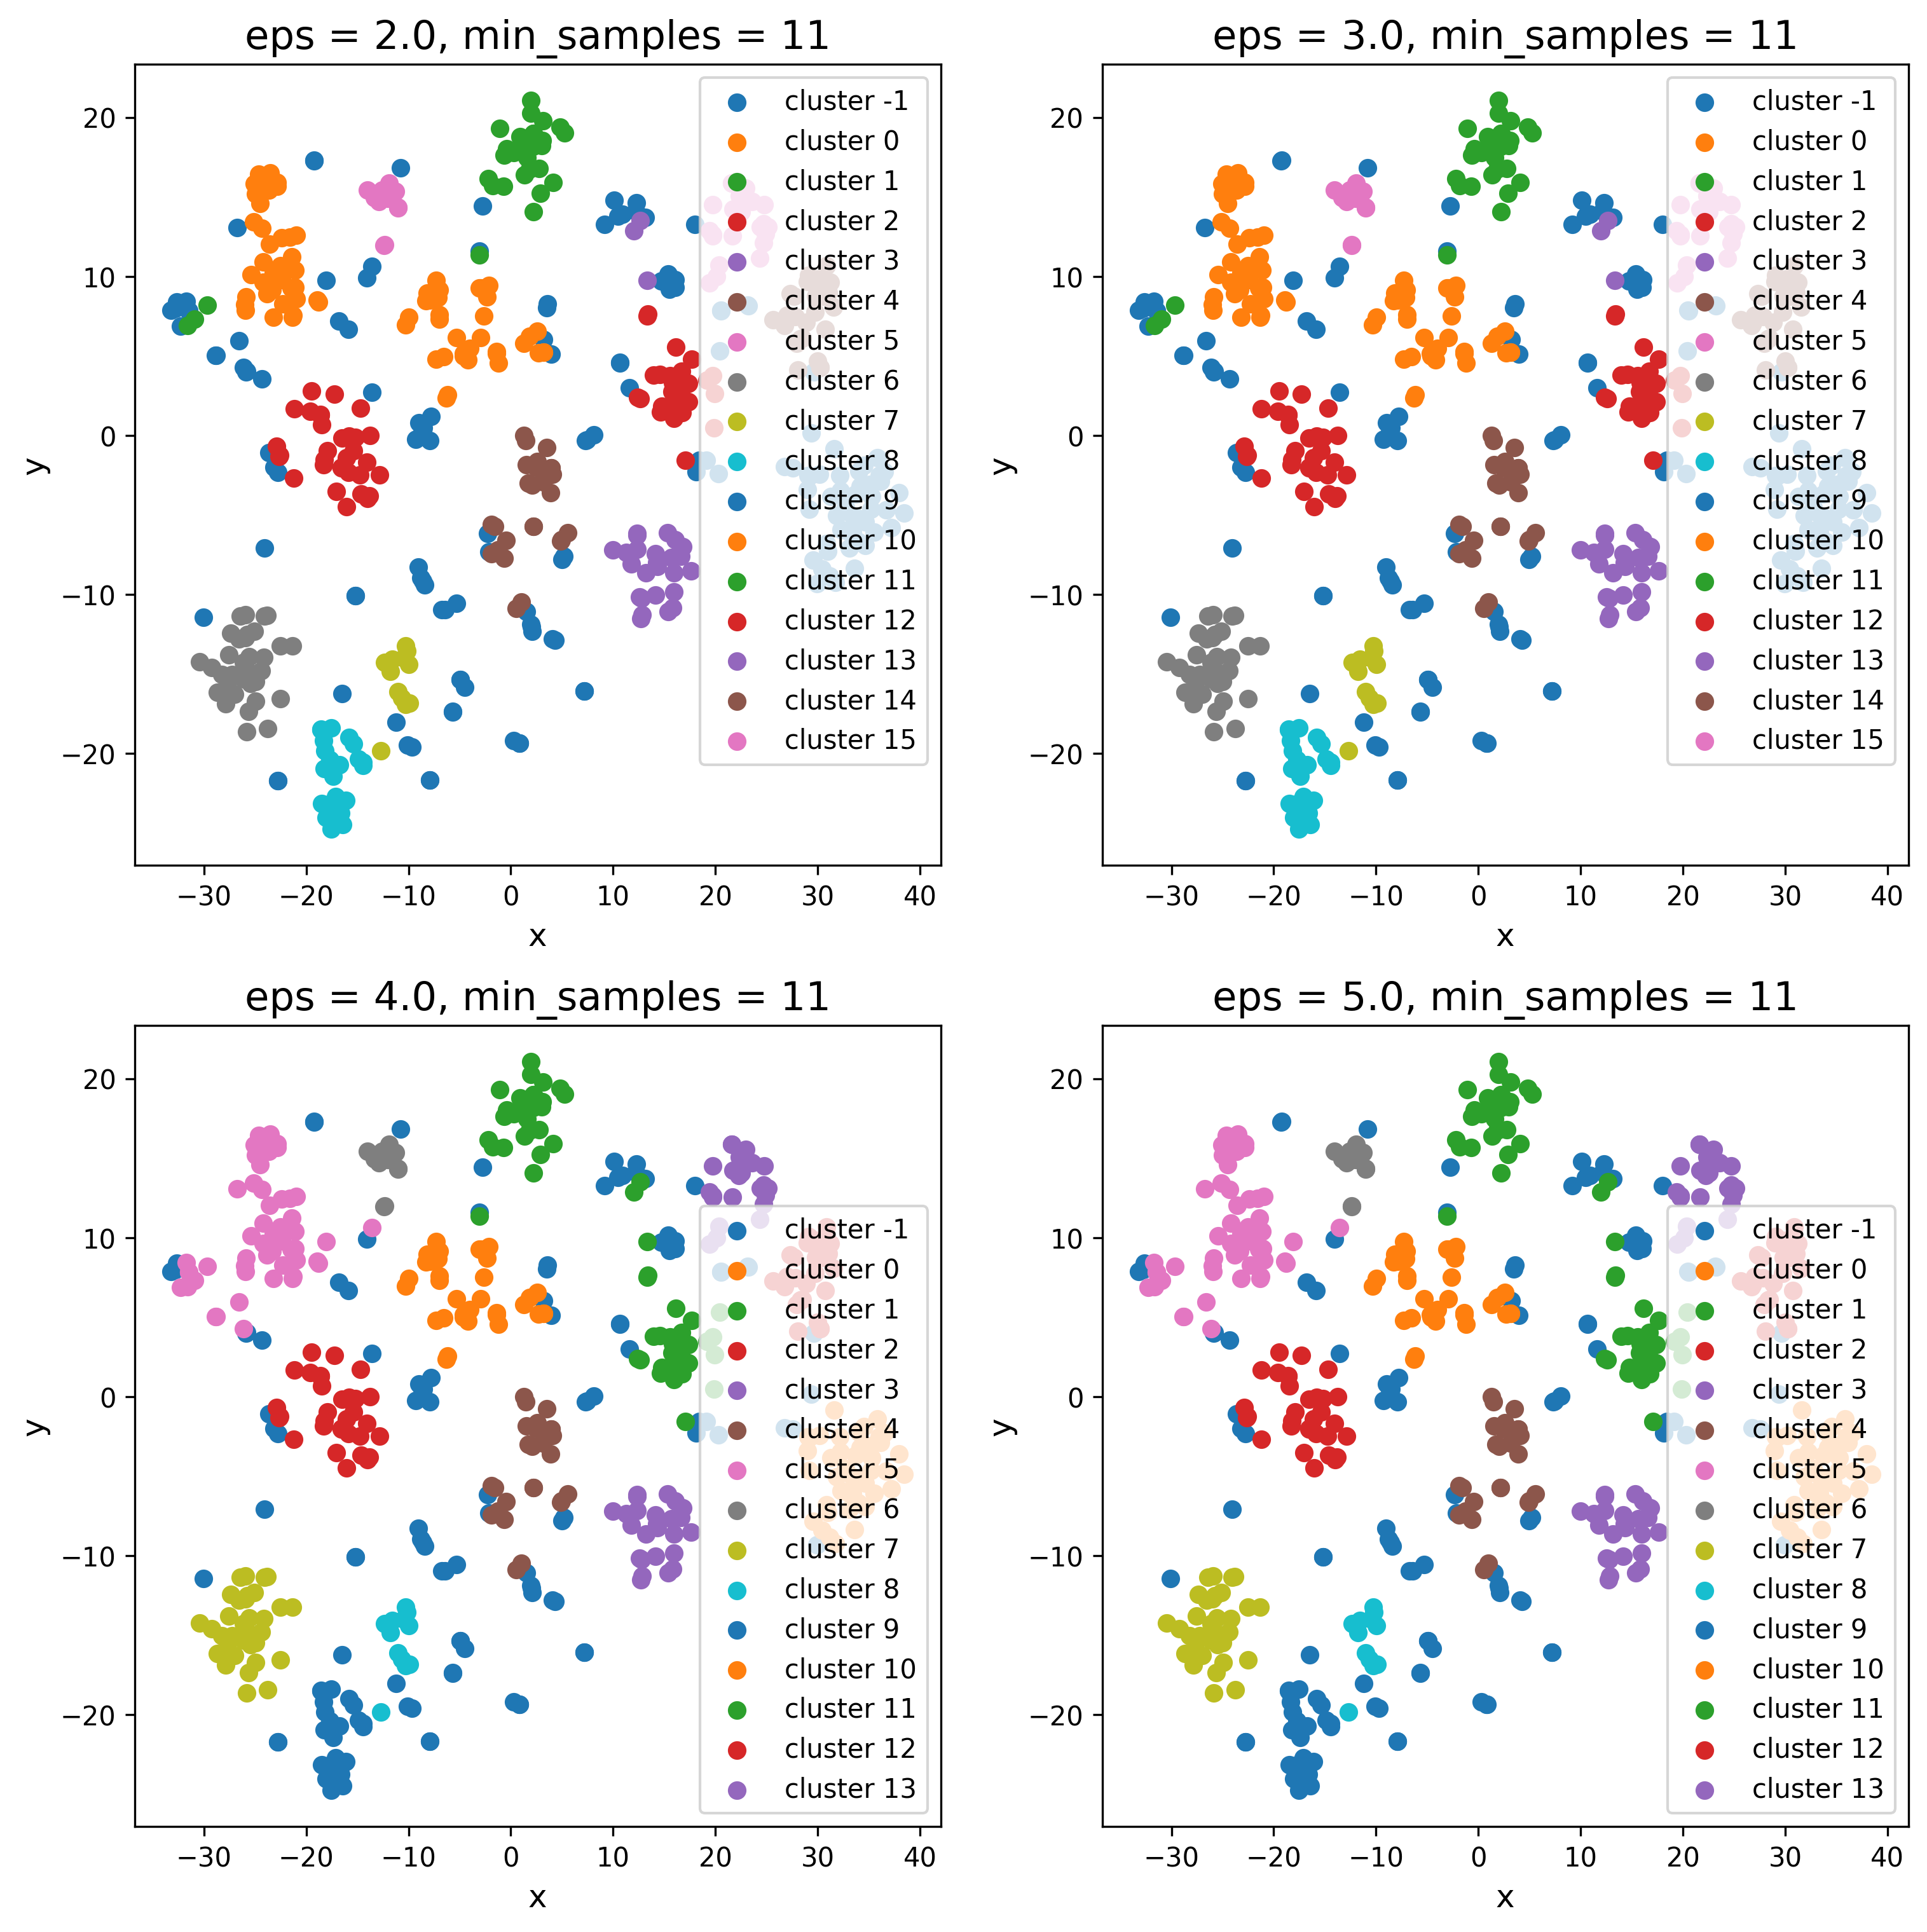 eps = 2.0, min_samples = 11
20
10
0
−10
−20
y
−30
−20
−10
0
10
20
30
40
x
cluster -1
cluster 0
cluster 1
cluster 2
cluster 3
cluster 4
cluster 5
cluster 6
cluster 7
cluster 8
cluster 9
cluster 10
cluster 11
cluster 12
cluster 13
cluster 14
cluster 15
eps = 3.0, min_samples = 11
20
10
0
−10
−20
y
−30
−20
−10
0
10
20
30
40
x
cluster -1
cluster 0
cluster 1
cluster 2
cluster 3
cluster 4
cluster 5
cluster 6
cluster 7
cluster 8
cluster 9
cluster 10
cluster 11
cluster 12
cluster 13
cluster 14
cluster 15
eps = 4.0, min_samples = 11
20
10
0
−10
−20
y
−30
−20
−10
0
10
20
30
40
x
cluster -1
cluster 0
cluster 1
cluster 2
cluster 3
cluster 4
cluster 5
cluster 6
cluster 7
cluster 8
cluster 9
cluster 10
cluster 11
cluster 12
cluster 13
eps = 5.0, min_samples = 11
20
10
0
−10
−20
y
−30
−20
−10
0
10
20
30
40
x
cluster -1
cluster 0
cluster 1
cluster 2
cluster 3
cluster 4
cluster 5
cluster 6
cluster 7
cluster 8
cluster 9
cluster 10
cluster 11
cluster 12
cluster 13